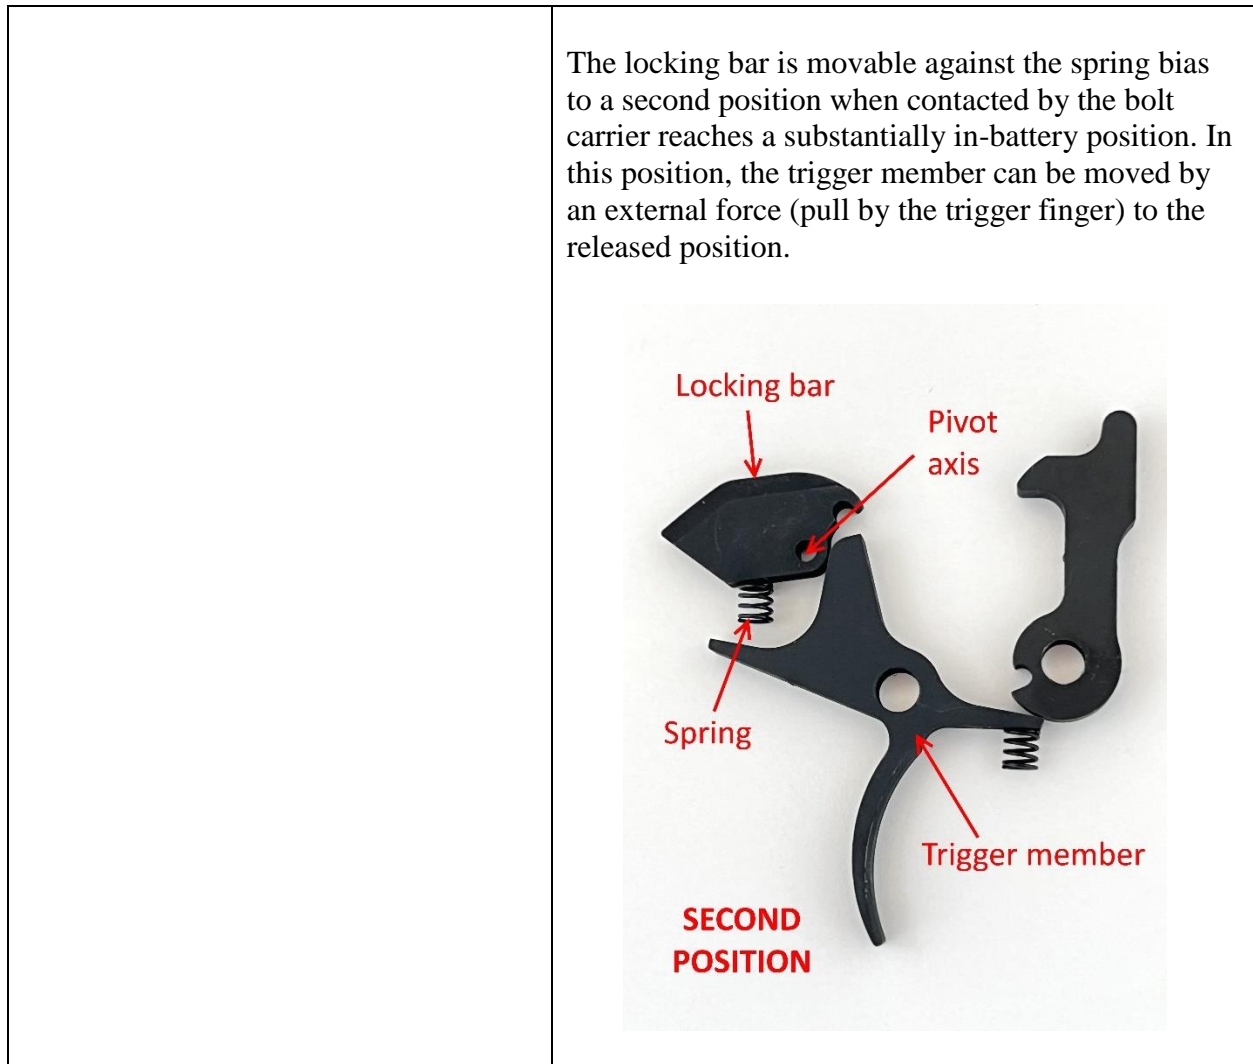 The locking bar is movable against the spring bias
to a second position when contacted by the bolt
carrier reaches a substantially in-battery position. In
this position, the trigger member can be moved by
an external force (pull by the trigger finger) to the
released position.
Locking bar
Pivot
axis
Spring
Trigger member
SECOND
POSITION